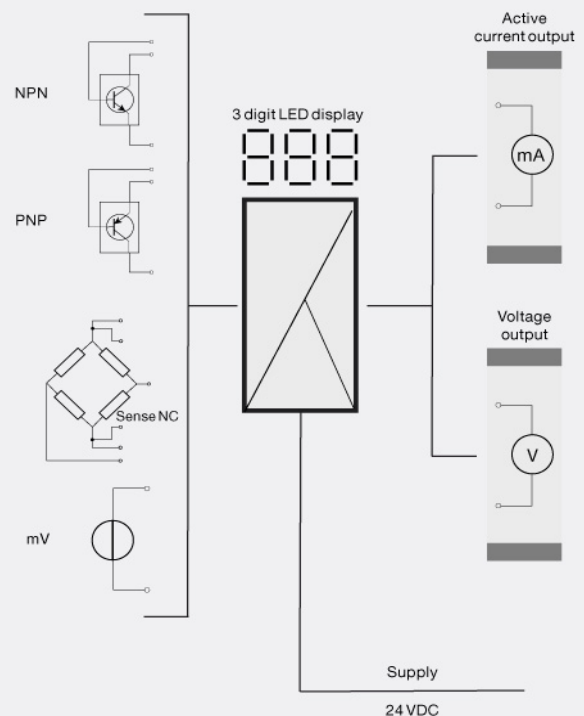 Active
current output
NPN
3 digit LED display
mA
PNP
Voltage
output
Sense NC
V
mV
Supply
24 VDC